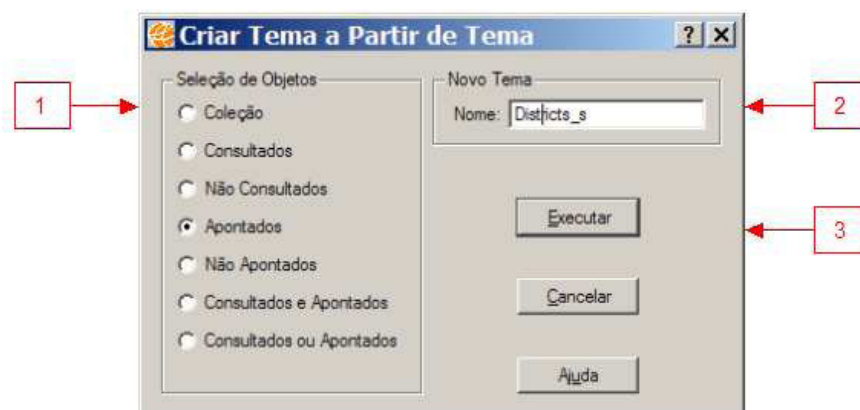 Criar Tema a Partir de Tema
Seleção de Objetos
Coleção
Consultados
Não Consultados
Apontados
Não Apontados
Consultados e Apontados
Consultados ou Apontados
Novo Tema
Nome: Districts_s
Executar
Cancelar
Ajuda
1
2
3